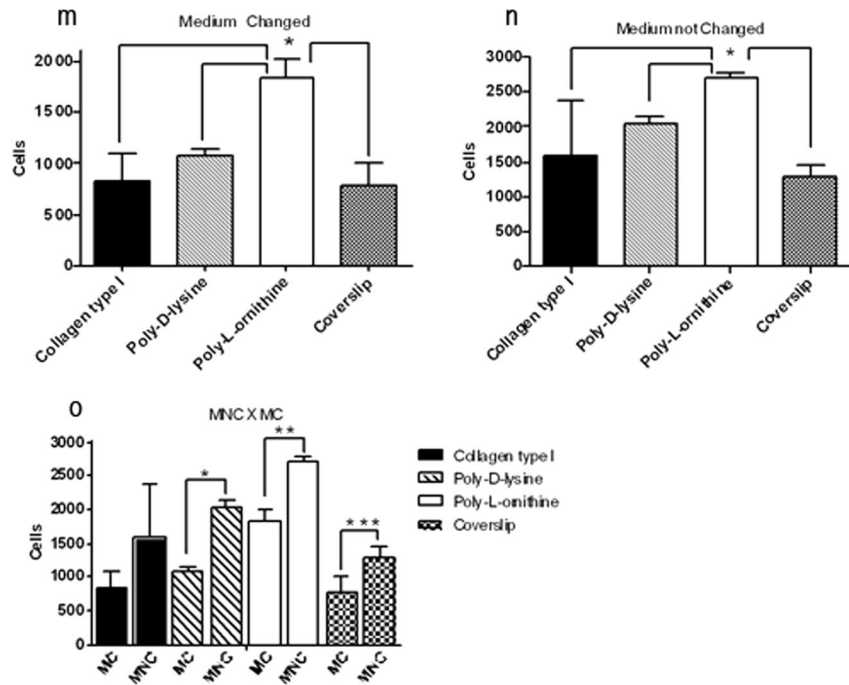 m
Medium Changed
*
2000
1500
1000
500
0
Cells
Collagen type I
Poly-D-lysine
Poly-L-ornithine
Coverslip
n
Medium not Changed
*
3000
2500
2000
1500
1000
500
0
Cells
Collagen type I
Poly-D-lysine
Poly-L-ornithine
Coverslip
o
MNC X MC
3000
2500
2000
1500
1000
500
0
Cells
*
**
***
MC
MNC
MC
MNC
MC
MNC
MC
MNC
Collagen type I
Poly-D-lysine
Poly-L-ornithine
Coverslip